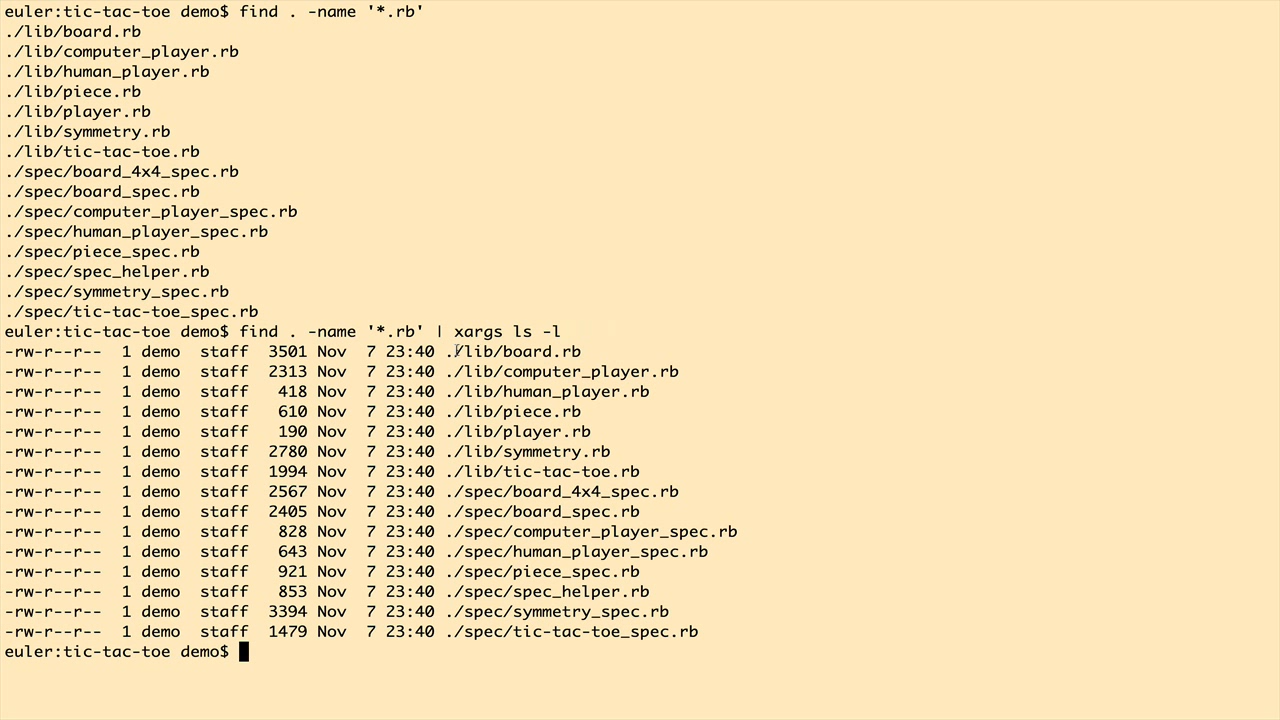 euler:tic-tac-toe demo$ find . -name '*.rb'
./lib/board.rb
./lib/computer_player.rb
./lib/human_player.rb
./lib/piece.rb
./lib/player.rb
./lib/symmetry.rb
./lib/tic-tac-toe.rb
./spec/board_4x4_spec.rb
./spec/board_spec.rb
./spec/computer_player_spec.rb
./spec/human_player_spec.rb
./spec/piece_spec.rb
./spec/spec_helper.rb
./spec/symmetry_spec.rb
./spec/tic-tac-toe_spec.rb
euler:tic-tac-toe demo$ find . -name '*.rb' | xargs ls -l
-rw-r--r--  1 demo  staff  3501 Nov  7 23:40 ./lib/board.rb
-rw-r--r--  1 demo  staff  2313 Nov  7 23:40 ./lib/computer_player.rb
-rw-r--r--  1 demo  staff   418 Nov  7 23:40 ./lib/human_player.rb
-rw-r--r--  1 demo  staff   610 Nov  7 23:40 ./lib/piece.rb
-rw-r--r--  1 demo  staff   190 Nov  7 23:40 ./lib/player.rb
-rw-r--r--  1 demo  staff  2780 Nov  7 23:40 ./lib/symmetry.rb
-rw-r--r--  1 demo  staff  1994 Nov  7 23:40 ./lib/tic-tac-toe.rb
-rw-r--r--  1 demo  staff  2567 Nov  7 23:40 ./spec/board_4x4_spec.rb
-rw-r--r--  1 demo  staff  2405 Nov  7 23:40 ./spec/board_spec.rb
-rw-r--r--  1 demo  staff   828 Nov  7 23:40 ./spec/computer_player_spec.rb
-rw-r--r--  1 demo  staff   643 Nov  7 23:40 ./spec/human_player_spec.rb
-rw-r--r--  1 demo  staff   921 Nov  7 23:40 ./spec/piece_spec.rb
-rw-r--r--  1 demo  staff   853 Nov  7 23:40 ./spec/spec_helper.rb
-rw-r--r--  1 demo  staff  3394 Nov  7 23:40 ./spec/symmetry_spec.rb
-rw-r--r--  1 demo  staff  1479 Nov  7 23:40 ./spec/tic-tac-toe_spec.rb
euler:tic-tac-toe demo$